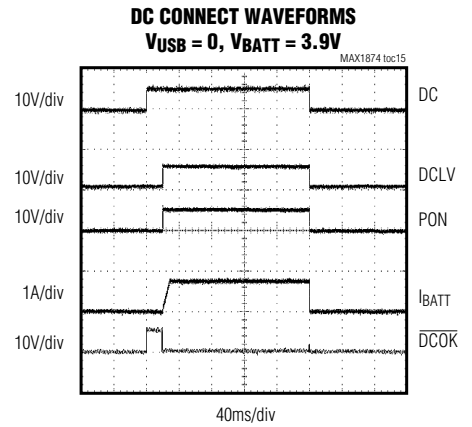 DC CONNECT WAVEFORMS
VUSB = 0, VBATT = 3.9V
MAX1874 toc15
10V/div DC
10V/div DCLV
10V/div PON
1A/div IBATT
10V/div DCOK
40ms/div